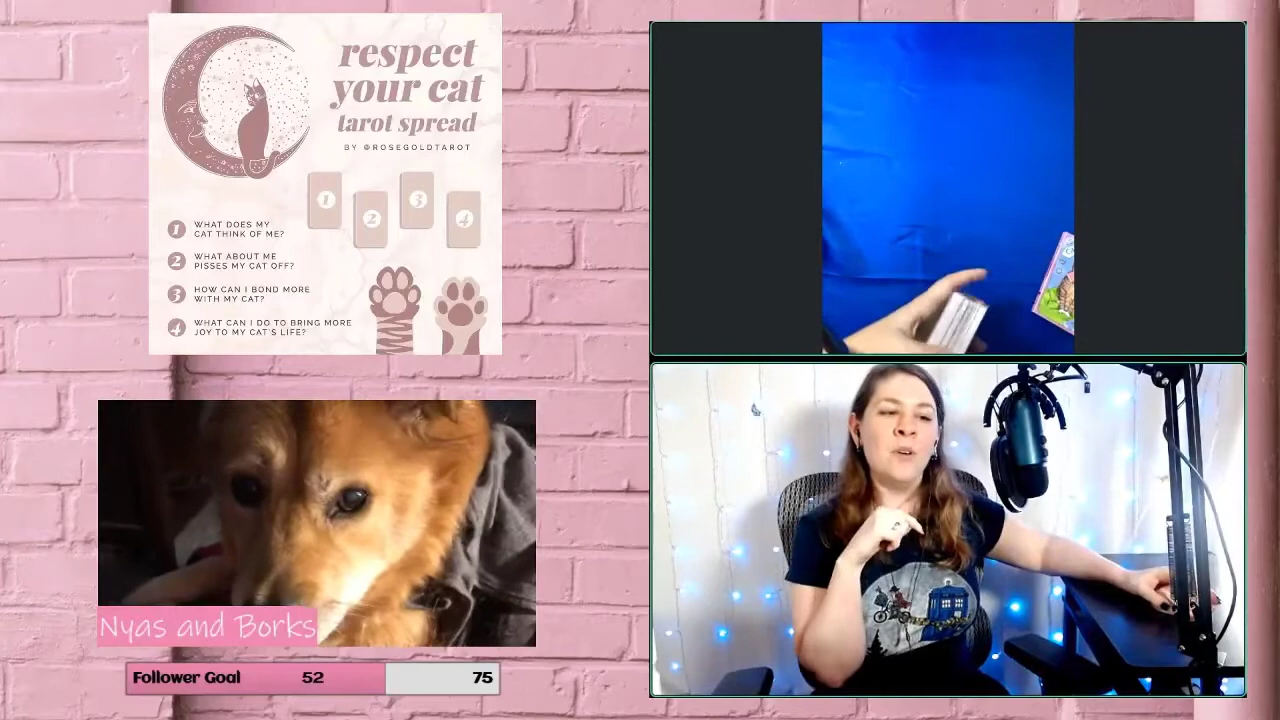 respect
your cat
tarot spread
BY @ROSEGOLDTAROT
1
2
3
4
1 WHAT DOES MY
CAT THINK OF ME?
2 WHAT ABOUT ME
PISSES MY CAT OFF?
3 HOW CAN I BOND MORE
WITH MY CAT?
4 WHAT CAN I DO TO BRING MORE
JOY TO MY CAT'S LIFE?
Nyas and Borks
Follower Goal 52 75